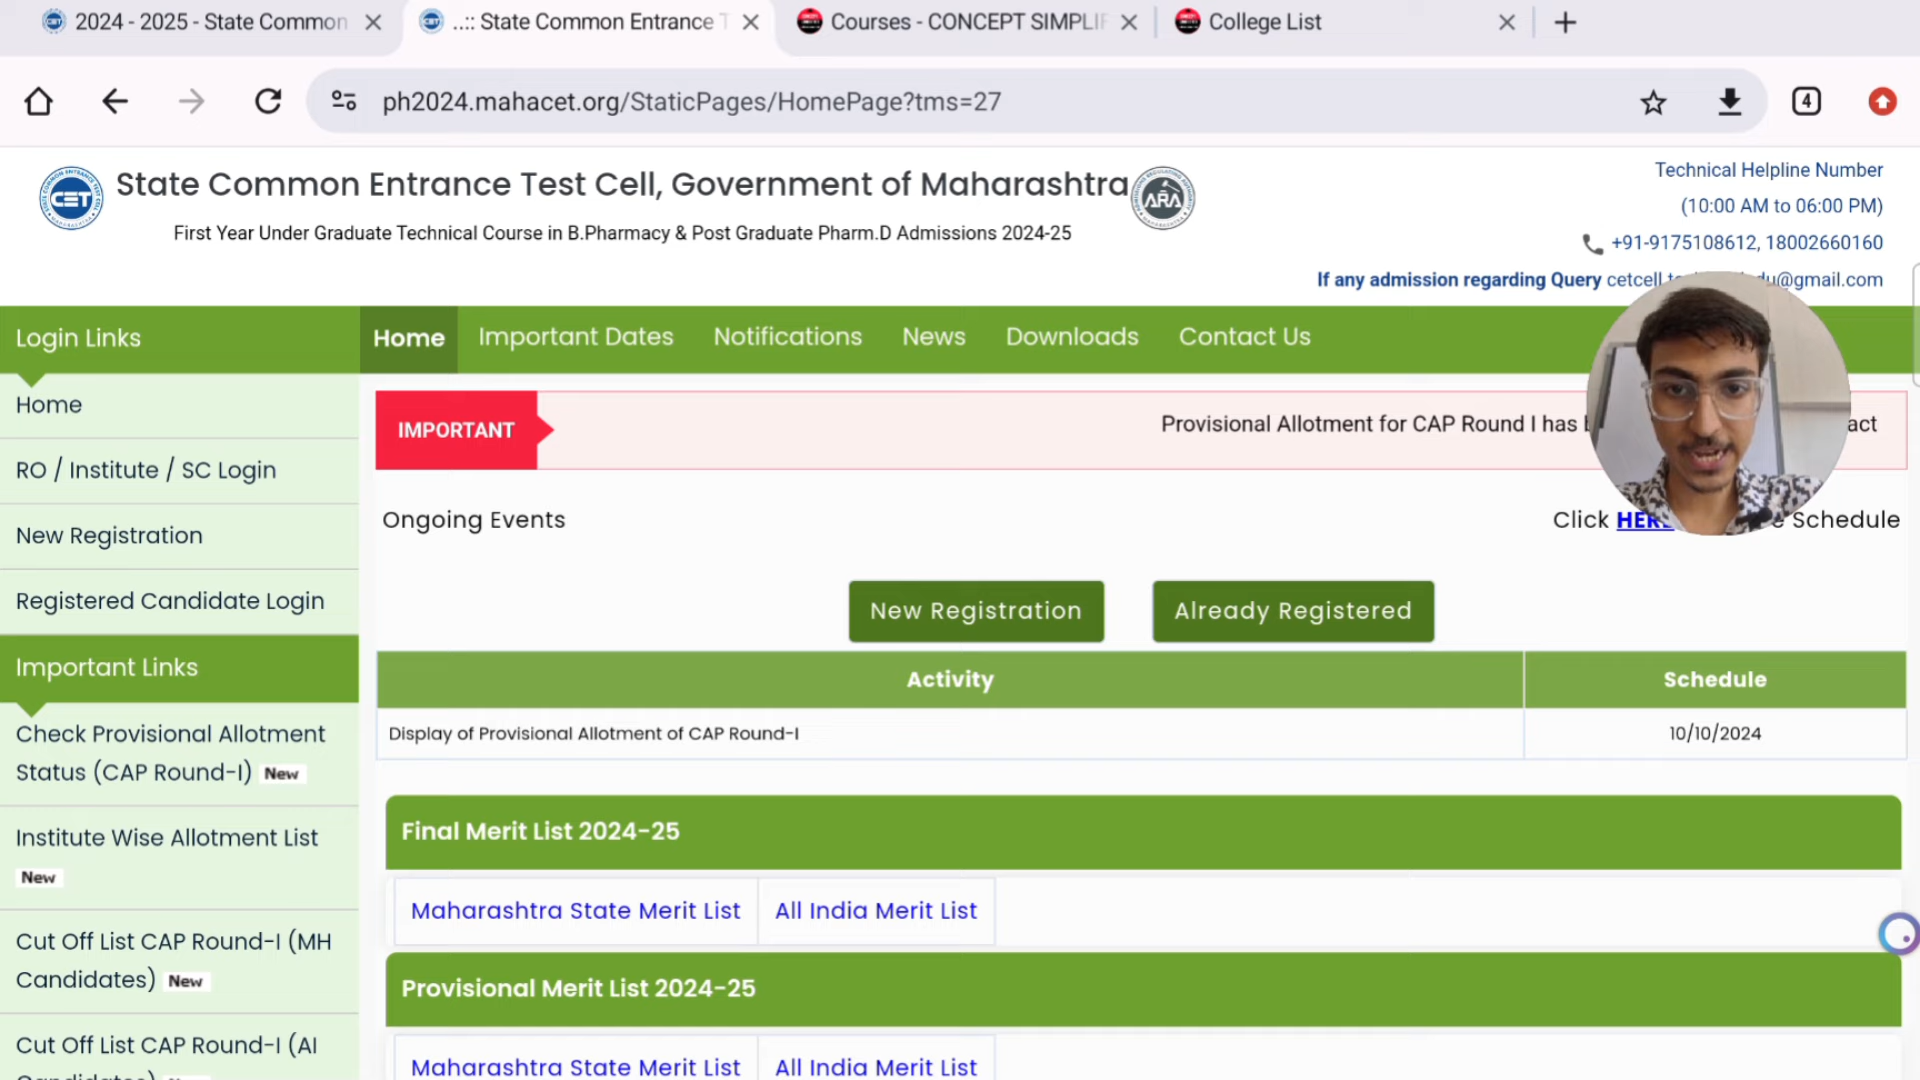 2024 - 2025 - State Common
..:: State Common Entrance T
Courses - CONCEPT SIMPLIF
College List
ph2024.mahacet.org/StaticPages/HomePage?tms=27
4
CET
State Common Entrance Test Cell, Government of Maharashtra
ARA
First Year Under Graduate Technical Course in B.Pharmacy & Post Graduate Pharm.D Admissions 2024-25
Technical Helpline Number
(10:00 AM to 06:00 PM)
+91-9175108612, 18002660160
If any admission regarding Query
Login Links
Home
Important Dates
Notifications
News
Downloads
Contact Us
Home
RO / Institute / SC Login
New Registration
Registered Candidate Login
Important Links
Check Provisional Allotment
Status (CAP Round-I) New
Institute Wise Allotment List
New
Cut Off List CAP Round-I (MH
Candidates) New
Cut Off List CAP Round-I (AI
IMPORTANT
Provisional Allotment for CAP Round I has
Ongoing Events
Click HERE Schedule
New Registration
Already Registered
Activity
Schedule
Display of Provisional Allotment of CAP Round-I
10/10/2024
Final Merit List 2024-25
Maharashtra State Merit List
All India Merit List
Provisional Merit List 2024-25
Maharashtra State Merit List
All India Merit List